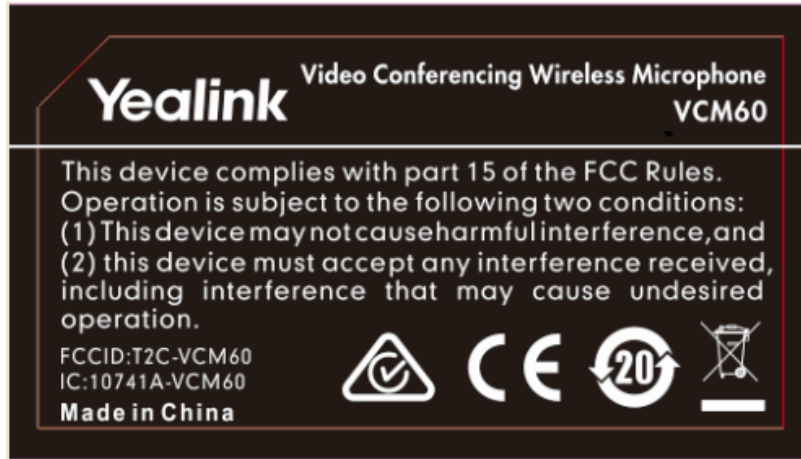 Yealink
Video Conferencing Wireless Microphone
VCM60
This device complies with part 15 of the FCC Rules.
Operation is subject to the following two conditions:
(1) This device may not cause harmful interference, and
(2) this device must accept any interference received,
including interference that may cause undesired
operation.
FCCID:T2C-VCM60
IC:10741A-VCM60
Made in China
CE
20